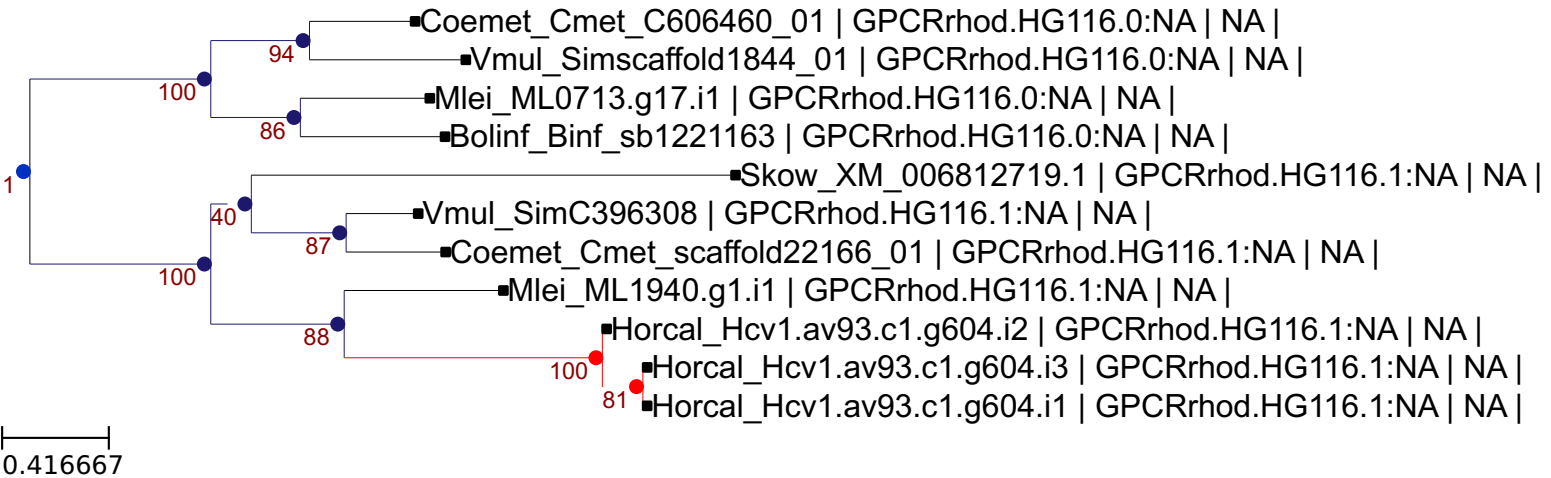 Coemet_Cmet_C606460_01 | GPCRrhod.HG116.0:NA | NA |
94
Vmul_Simscaffold1844_01 | GPCRrhod.HG116.0:NA | NA |
100
Mlei_ML0713.g17.i1 | GPCRrhod.HG116.0:NA | NA |
86
Bolinf_Binf_sb1221163 | GPCRrhod.HG116.0:NA | NA |
1
Skow_XM_006812719.1 | GPCRrhod.HG116.1:NA | NA |
40
Vmul_SimC396308 | GPCRrhod.HG116.1:NA | NA |
87
Coemet_Cmet_scaffold22166_01 | GPCRrhod.HG116.1:NA | NA |
100
Mlei_ML1940.g1.i1 | GPCRrhod.HG116.1:NA | NA |
88
Horcal_Hcv1.av93.c1.g604.i2 | GPCRrhod.HG116.1:NA | NA |
100
Horcal_Hcv1.av93.c1.g604.i3 | GPCRrhod.HG116.1:NA | NA |
81
Horcal_Hcv1.av93.c1.g604.i1 | GPCRrhod.HG116.1:NA | NA |
0.416667